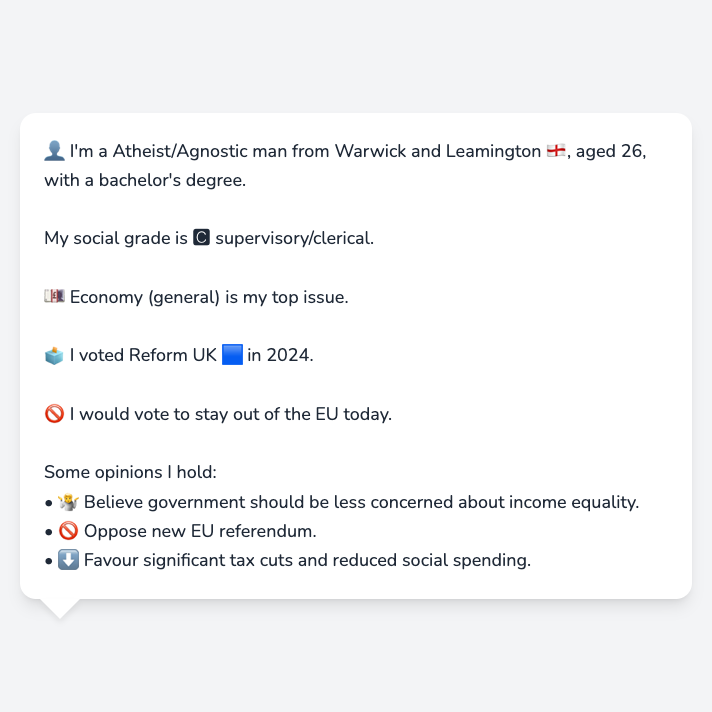 👤 I'm a Atheist/Agnostic man from Warwick and Leamington 🏴󠁧󠁢󠁥󠁮󠁧󠁿, aged 26,
with a bachelor's degree.
My social grade is 🅲 supervisory/clerical.
💷 Economy (general) is my top issue.
🗳️ I voted Reform UK 🟦 in 2024.
🚫 I would vote to stay out of the EU today.
Some opinions I hold:
• 🤷 Believe government should be less concerned about income equality.
• 🚫 Oppose new EU referendum.
• ⬇️ Favour significant tax cuts and reduced social spending.